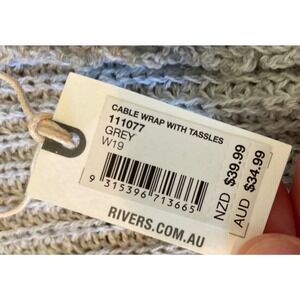 CABLE WRAP WITH TASSLES
111077
GREY
W19
9 315396 713665
NZD $39.99
AUD $34.99
RIVERS.COM.AU